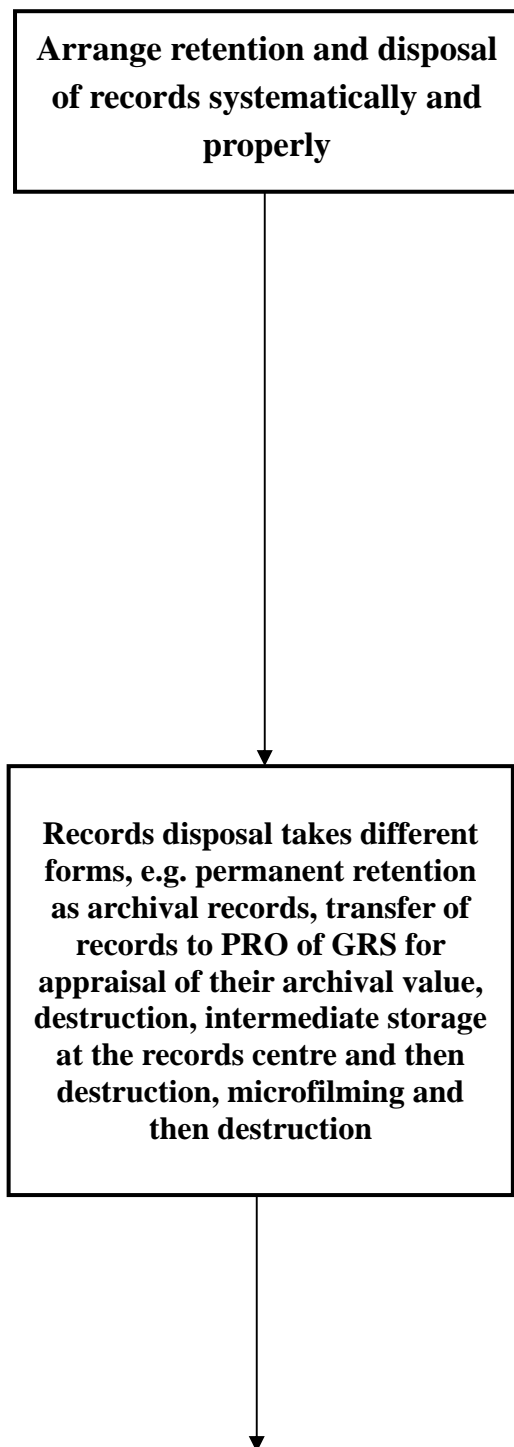 Arrange retention and disposal
of records systematically and
properly
Records disposal takes different
forms, e.g. permanent retention
as archival records, transfer of
records to PRO of GRS for
appraisal of their archival value,
destruction, intermediate storage
at the records centre and then
destruction, microfilming and
then destruction